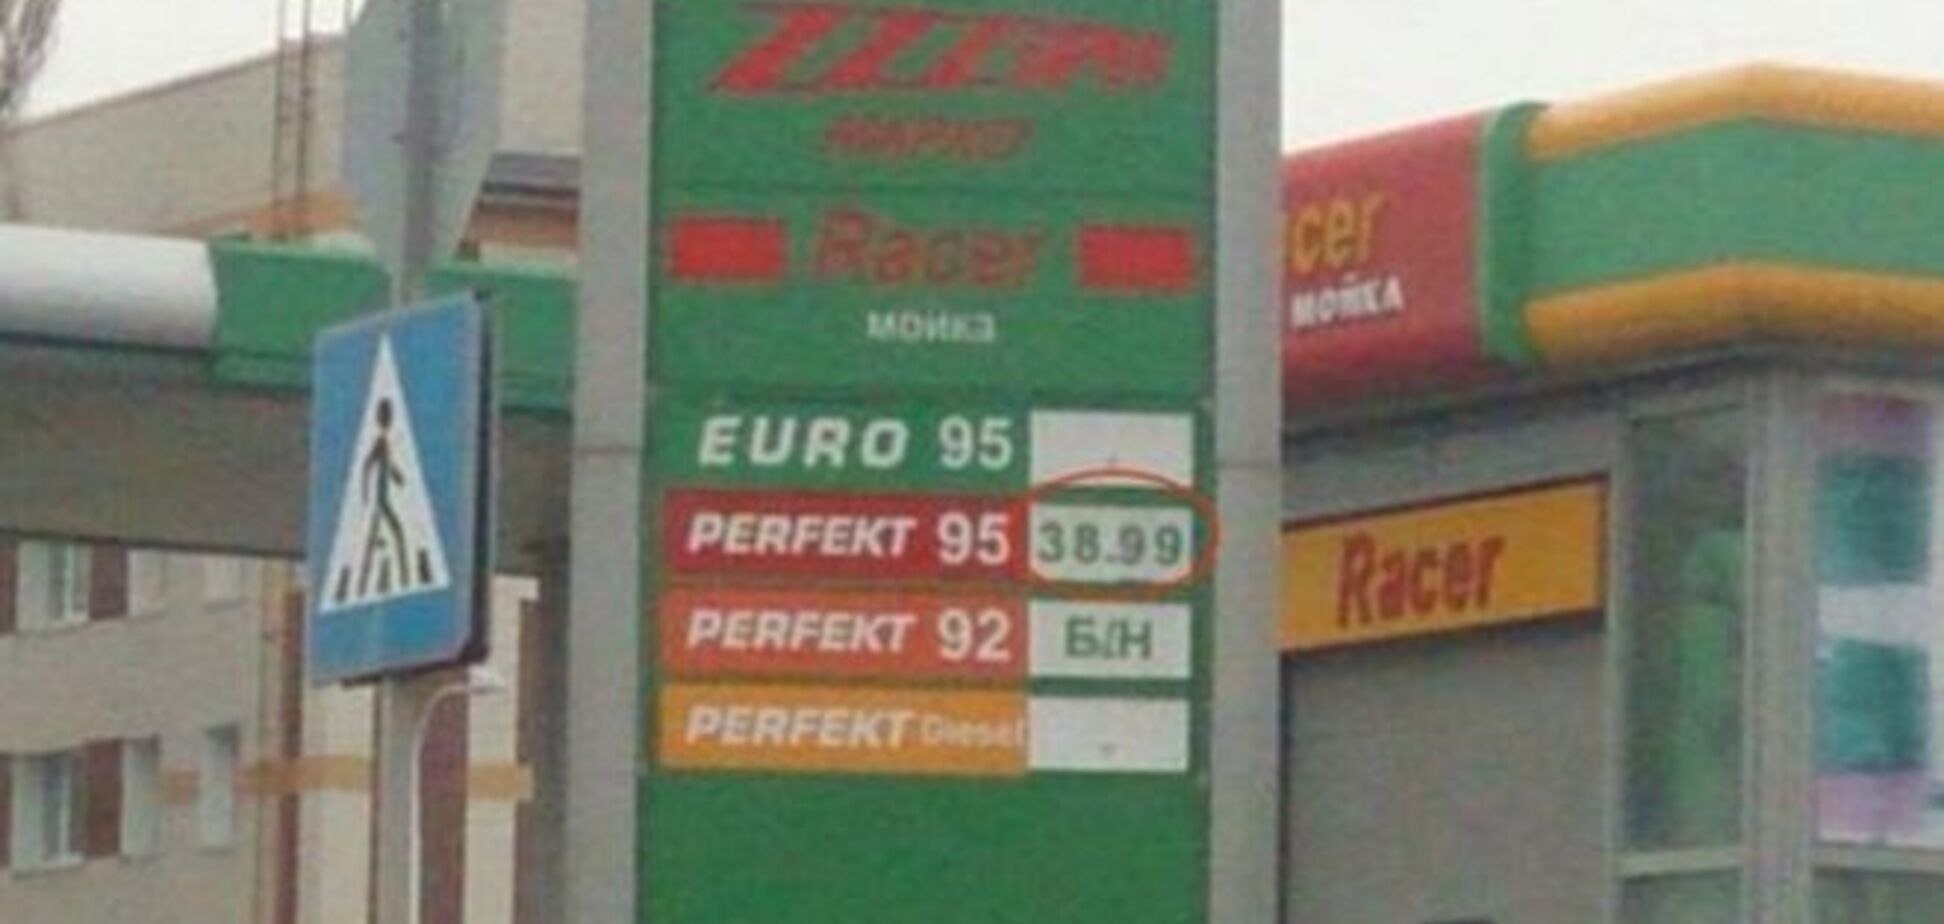 маркет
Racer
мойка
EURO 95
PERFEKT 95 38.99
PERFEKT 92 Б/Н
PERFEKT Diesel
cer
мойка
Racer